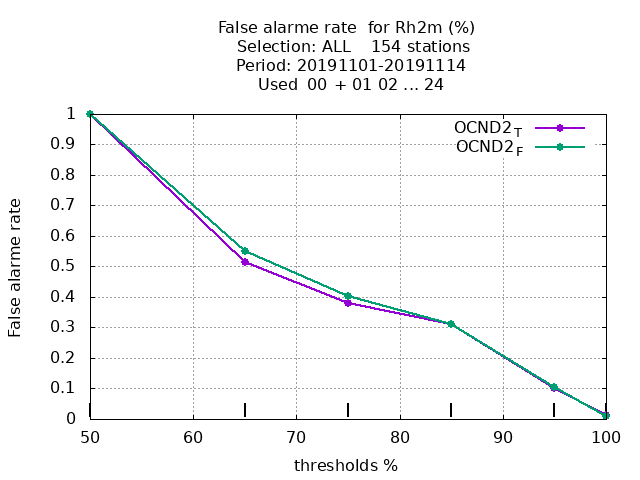 False alarme rate  for Rh2m (%)
Selection: ALL    154 stations
Period: 20191101-20191114
Used  00  + 01 02 ... 24
OCND2T
OCND2F
1
0.9
0.8
0.7
0.6
0.5
0.4
0.3
0.2
0.1
0
False alarme rate
50 60 70 80 90 100
thresholds %